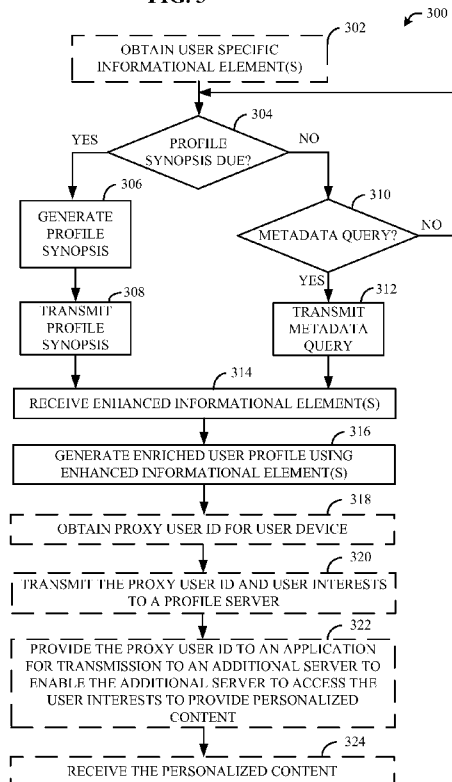 FIG. 3
300
302
OBTAIN USER SPECIFIC
INFORMATIONAL ELEMENT(S)
304
PROFILE
SYNOPSIS DUE?
YES
NO
306
GENERATE
PROFILE
SYNOPSIS
310
METADATA QUERY?
NO
YES
308
TRANSMIT
PROFILE
SYNOPSIS
312
TRANSMIT
METADATA
QUERY
314
RECEIVE ENHANCED INFORMATIONAL ELEMENT(S)
316
GENERATE ENRICHED USER PROFILE USING
ENHANCED INFORMATIONAL ELEMENT(S)
318
OBTAIN PROXY USER ID FOR USER DEVICE
320
TRANSMIT THE PROXY USER ID AND USER INTERESTS
TO A PROFILE SERVER
322
PROVIDE THE PROXY USER ID TO AN APPLICATION
FOR TRANSMISSION TO AN ADDITIONAL SERVER TO
ENABLE THE ADDITIONAL SERVER TO ACCESS THE
USER INTERESTS TO PROVIDE PERSONALIZED
CONTENT
324
RECEIVE THE PERSONALIZED CONTENT